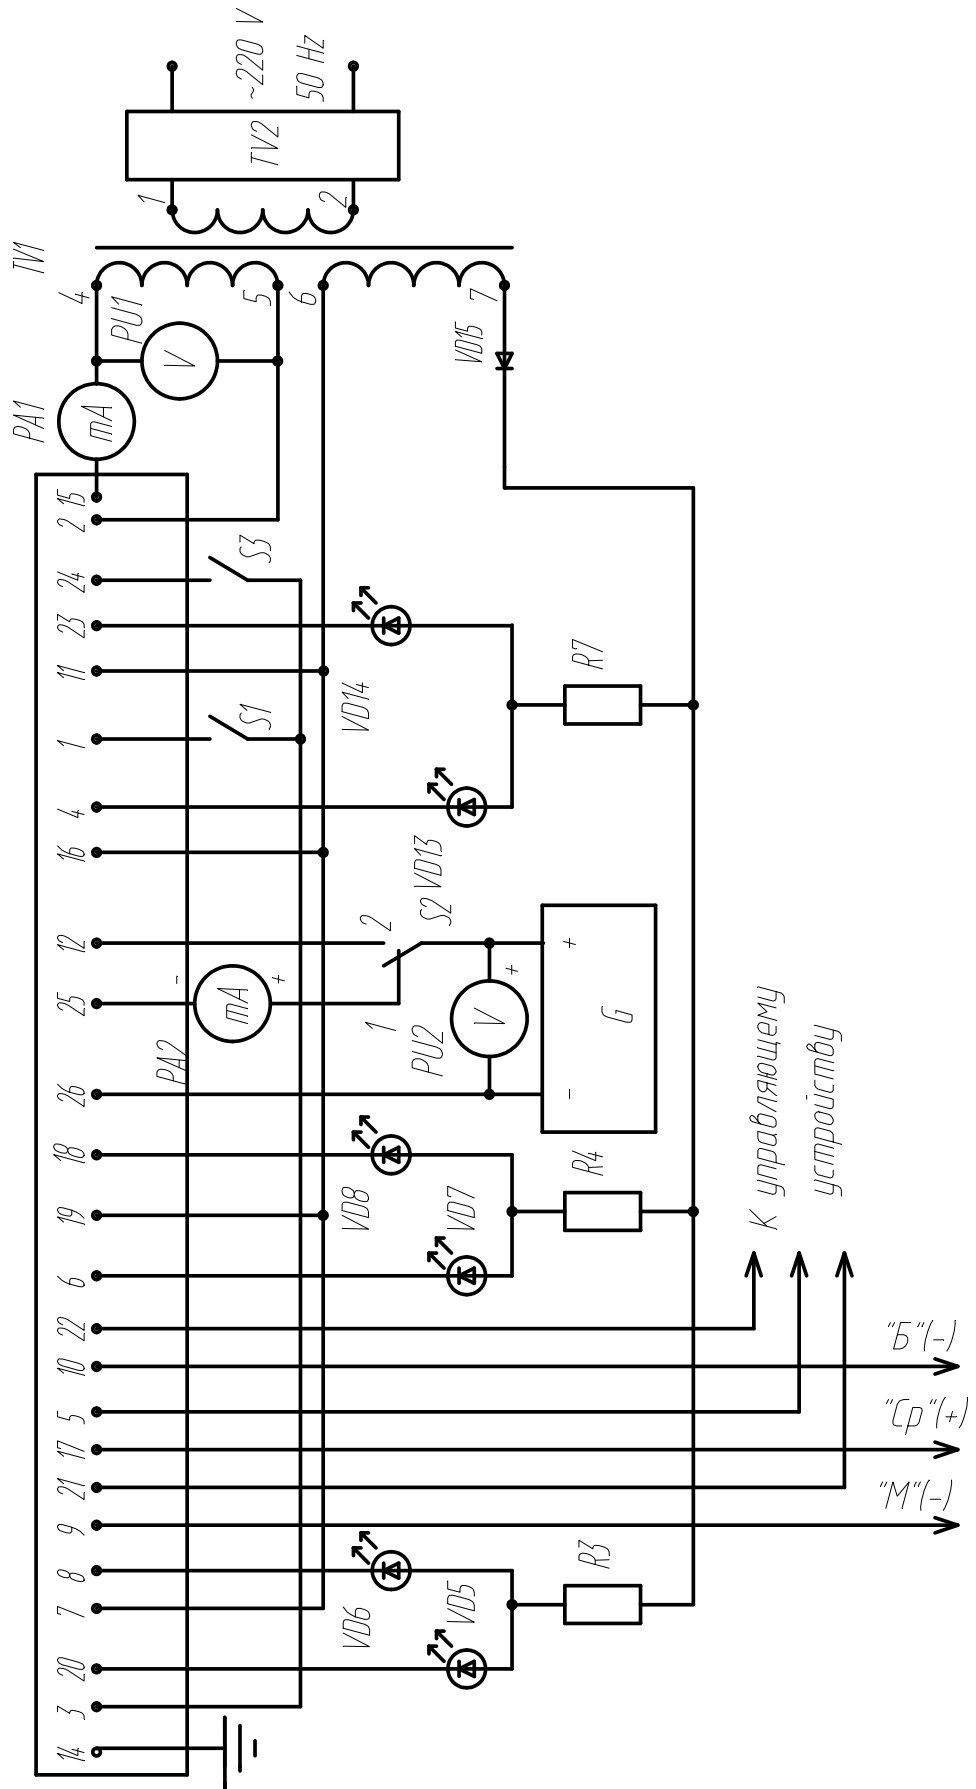 ~220 V
50 Hz
TV2
1
2
TV1
4
5
6
7
PU1
V
PA1
mA
VD15
15
2
24
23
11
1
4
16
12
25
26
18
19
6
22
10
5
17
21
9
8
7
20
3
14
S3
S1
VD14
R7
VD13
S2
2
1
-
mA
+
PA2
PU2
V
+
+
G
-
VD8
VD7
R4
К управляющему
устройству
"Б"(-)
"Ср"(+)
"М"(-)
VD6
VD5
R3